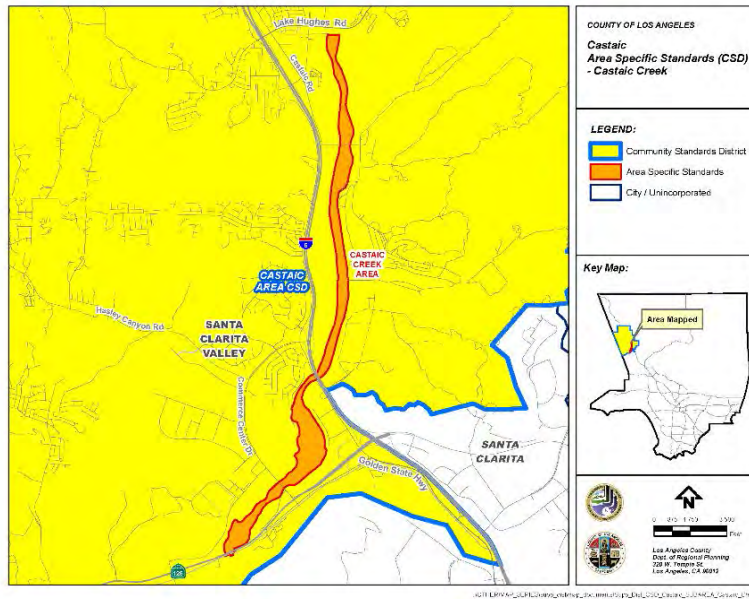 Lake Hughes Rd
Castaic Rd
5
CASTAIC
AREA CSD
CASTAIC
CREEK
AREA
Hasley Canyon Rd
SANTA
CLARITA
VALLEY
Commerce Center Dr
SANTA
CLARITA
Golden State Hwy
126
COUNTY OF LOS ANGELES
Castaic
Area Specific Standards (CSD)
- Castaic Creek
LEGEND:
Community Standards District
Area Specific Standards
City / Unincorporated
Key Map:
Area Mapped
N
Feet
Los Angeles County
Dept. of Regional Planning
320 W. Temple St.
Los Angeles, CA 90012